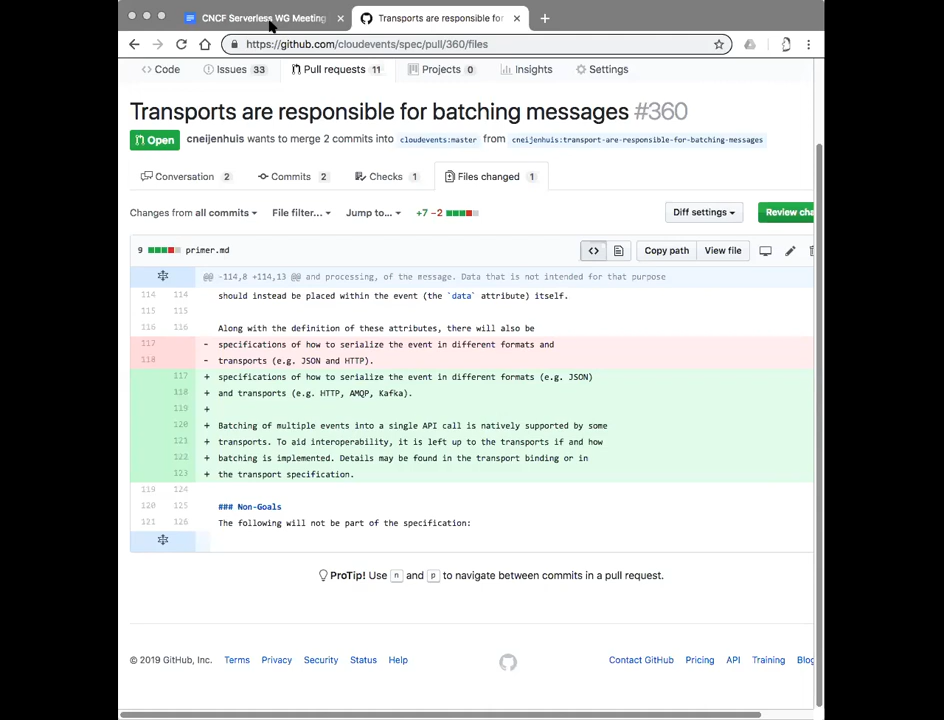 CNCF Serverless WG Meeting
Transports are responsible for
https://github.com/cloudevents/spec/pull/360/files
Code
Issues 33
Pull requests 11
Projects 0
Insights
Settings
Transports are responsible for batching messages #360
Open
cneijenhuis wants to merge 2 commits into cloudevents:master from cneijenhuis:transport-are-responsible-for-batching-messages
Conversation 2
Commits 2
Checks 1
Files changed 1
Changes from all commits
File filter...
Jump to...
+7 −2
Diff settings
Review cha
9 primer.md
Copy path
View file
@@ -114,8 +114,13 @@ and processing, of the message. Data that is not intended for that purpose
114 114 should instead be placed within the event (the `data` attribute) itself.
115 115
116 116 Along with the definition of these attributes, there will also be
117 - specifications of how to serialize the event in different formats and
118 - transports (e.g. JSON and HTTP).
117 + specifications of how to serialize the event in different formats (e.g. JSON)
118 + and transports (e.g. HTTP, AMQP, Kafka).
119 +
120 + Batching of multiple events into a single API call is natively supported by some
121 + transports. To aid interoperability, it is left up to the transports if and how
122 + batching is implemented. Details may be found in the transport binding or in
123 + the transport specification.
119 124
120 125 ### Non-Goals
121 126 The following will not be part of the specification:
ProTip! Use n and p to navigate between commits in a pull request.
© 2019 GitHub, Inc.
Terms
Privacy
Security
Status
Help
Contact GitHub
Pricing
API
Training
Blog